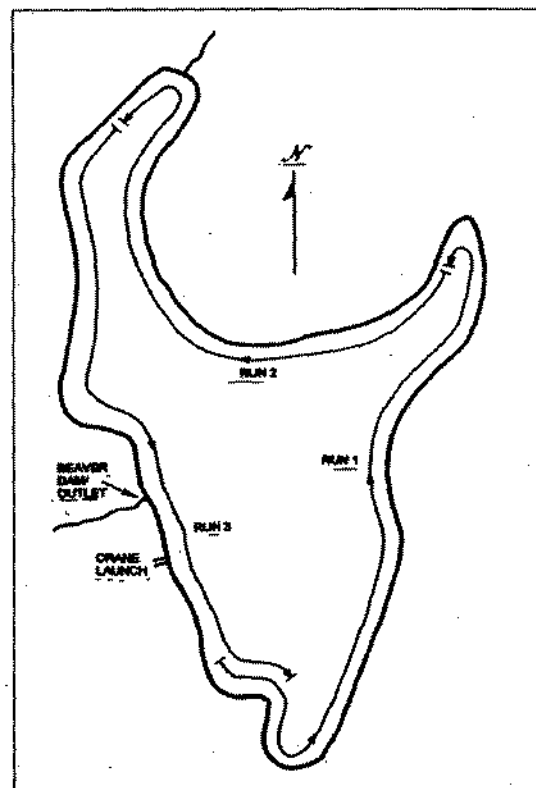 N
RUN 2
RUN 1
BEAVER
DAM/
OUTLET
RUN 3
CRANE
LAUNCH